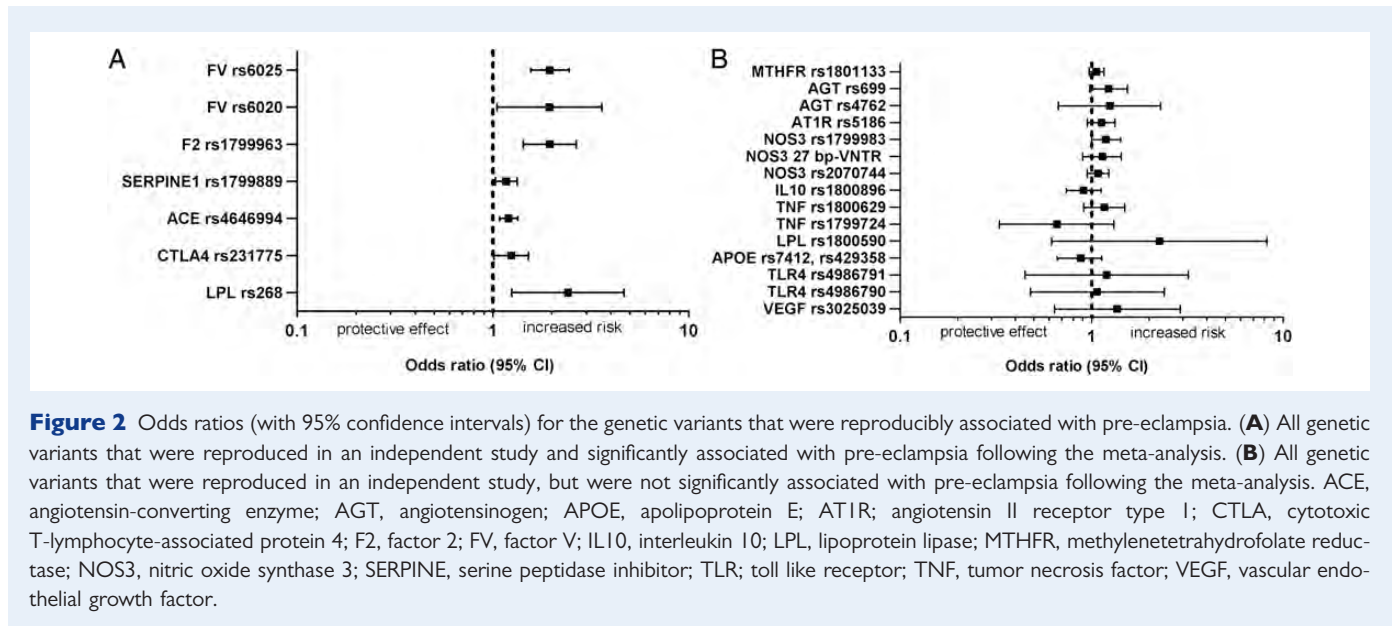 A
FV rs6025
FV rs6020
F2 rs1799963
SERPINE1 rs1799889
ACE rs4646994
CTLA4 rs231775
LPL rs268
0.1
protective effect
1
increased risk
10
Odds ratio (95% CI)
B
MTHFR rs1801133
AGT rs699
AGT rs4762
AT1R rs5186
NOS3 rs1799983
NOS3 27 bp-VNTR
NOS3 rs2070744
IL10 rs1800896
TNF rs1800629
TNF rs1799724
LPL rs1800590
APOE rs7412, rs429358
TLR4 rs4986791
TLR4 rs4986790
VEGF rs3025039
0.1
protective effect
1
increased risk
10
Odds ratio (95% CI)
Figure 2 Odds ratios (with 95% confidence intervals) for the genetic variants that were reproducibly associated with pre-eclampsia. (A) All genetic
variants that were reproduced in an independent study and significantly associated with pre-eclampsia following the meta-analysis. (B) All genetic
variants that were reproduced in an independent study, but were not significantly associated with pre-eclampsia following the meta-analysis. ACE,
angiotensin-converting enzyme; AGT, angiotensinogen; APOE, apolipoprotein E; AT1R; angiotensin II receptor type 1; CTLA, cytotoxic
T-lymphocyte-associated protein 4; F2, factor 2; FV, factor V; IL10, interleukin 10; LPL, lipoprotein lipase; MTHFR, methylenetetrahydrofolate reduc-
tase; NOS3, nitric oxide synthase 3; SERPINE, serine peptidase inhibitor; TLR; toll like receptor; TNF, tumor necrosis factor; VEGF, vascular endo-
thelial growth factor.